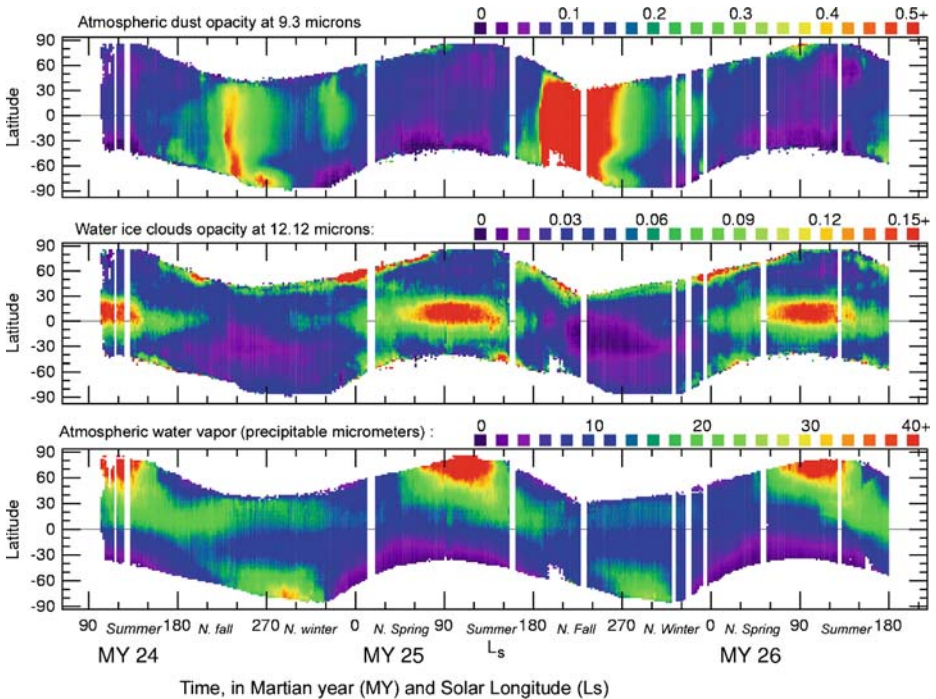 Atmospheric dust opacity at 9.3 microns
0 0.1 0.2 0.3 0.4 0.5+
90
60
30
0
-30
-60
-90
Latitude
Water ice clouds opacity at 12.12 microns:
0 0.03 0.06 0.09 0.12 0.15+
90
60
30
0
-30
-60
-90
Latitude
Atmospheric water vapor (precipitable micrometers) :
0 10 20 30 40+
90
60
30
0
-30
-60
-90
Latitude
90 Summer 180 N. fall 270 N. winter 0 N. Spring 90 Summer 180 N. Fall 270 N. Winter 0 N. Spring 90 Summer 180
MY 24 MY 25 Ls MY 26
Time, in Martian year (MY) and Solar Longitude (Ls)